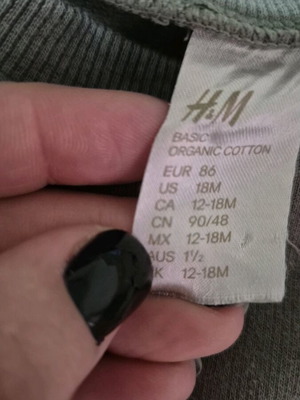 H&M
BASIC
ORGANIC COTTON
EUR 86
US 18M
CA 12-18M
CN 90/48
MX 12-18M
AUS 1½
K 12-18M